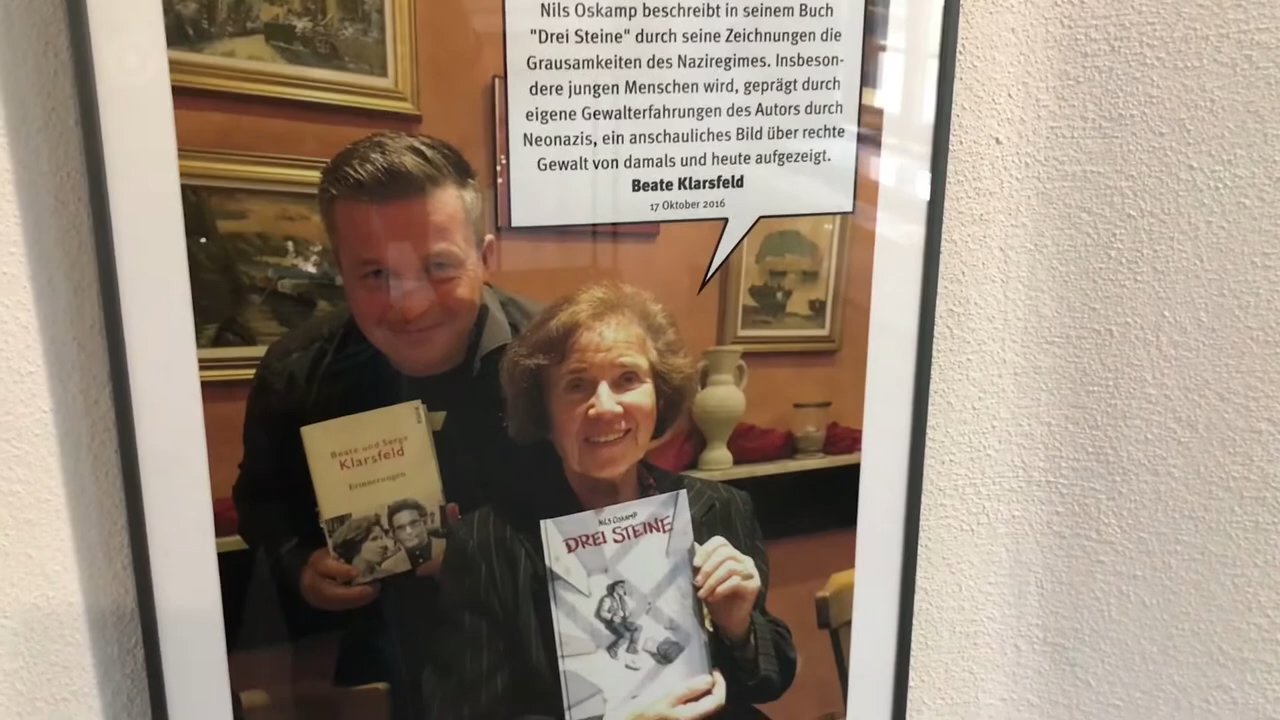 Nils Oskamp beschreibt in seinem Buch
"Drei Steine" durch seine Zeichnungen die
Grausamkeiten des Naziregimes. Insbeson-
dere jungen Menschen wird, geprägt durch
eigene Gewalterfahrungen des Autors durch
Neonazis, ein anschauliches Bild über rechte
Gewalt von damals und heute aufgezeigt.
Beate Klarsfeld
17 Oktober 2016
Beate und Serge
Klarsfeld
Erinnerungen
NILS OSKAMP
DREI STEINE